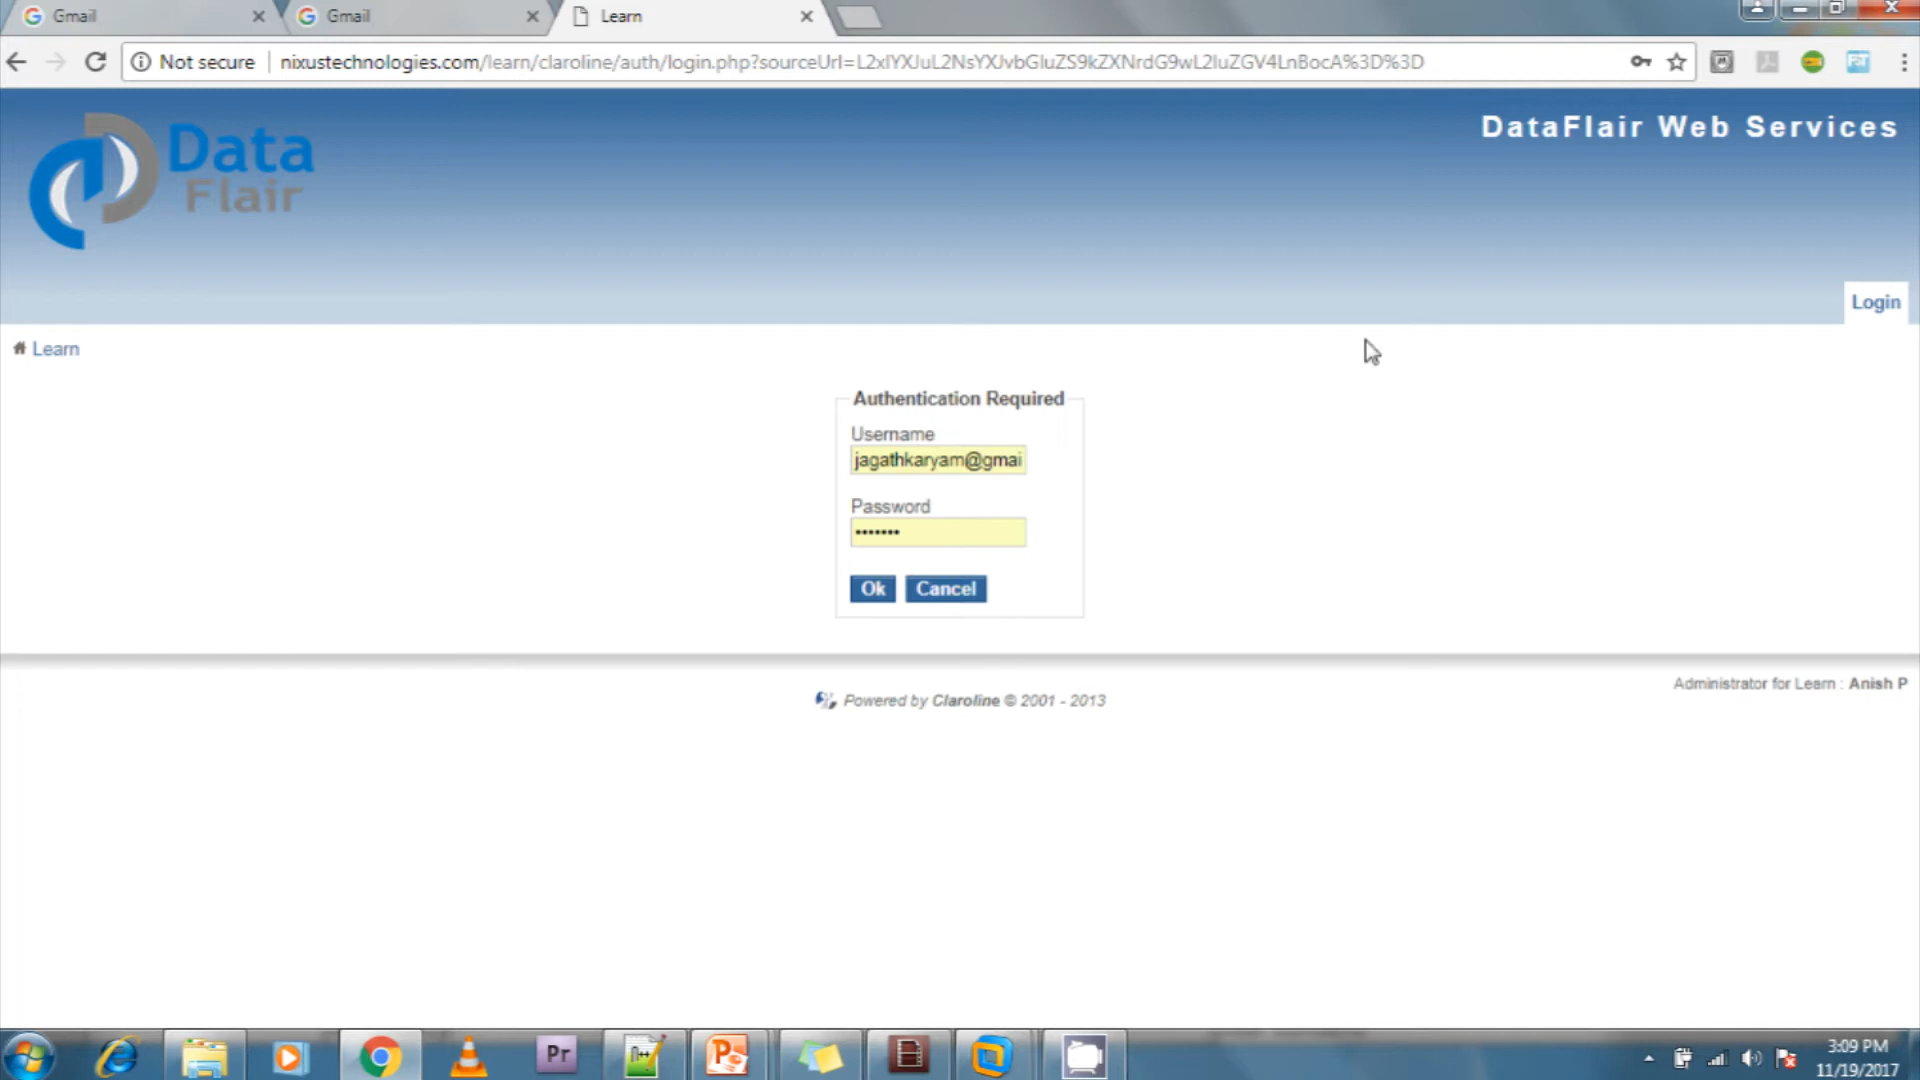 Gmail
Gmail
Learn
Not secure
nixustechnologies.com/learn/claroline/auth/login.php?sourceUrl=L2xlYXJuL2NsYXJvbGluZS9kZXNrdG9wL2luZGV4LnBocA%3D%3D
Data
Flair
DataFlair Web Services
Login
Learn
Authentication Required
Username
jagathkaryam@gmai
Password
Ok Cancel
Administrator for Learn : Anish P
Powered by Claroline © 2001 - 2013
Pr
3:09 PM
11/19/2017